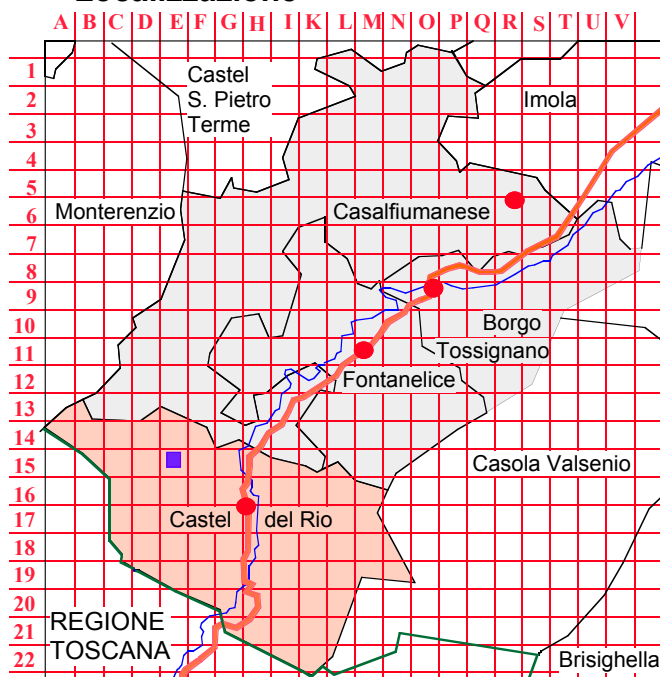 Localizzazione
A B C D E F G H I K L M N O P Q R S T U V
1
2
3
4
5
6
7
8
9
10
11
12
13
14
15
16
17
18
19
20
21
22
Castel
S. Pietro
Terme
Imola
Monterenzio
Casalfiumanese
Borgo
Tossignano
Fontanelice
Casola Valsenio
Castel del Rio
REGIONE
TOSCANA
Brisighella